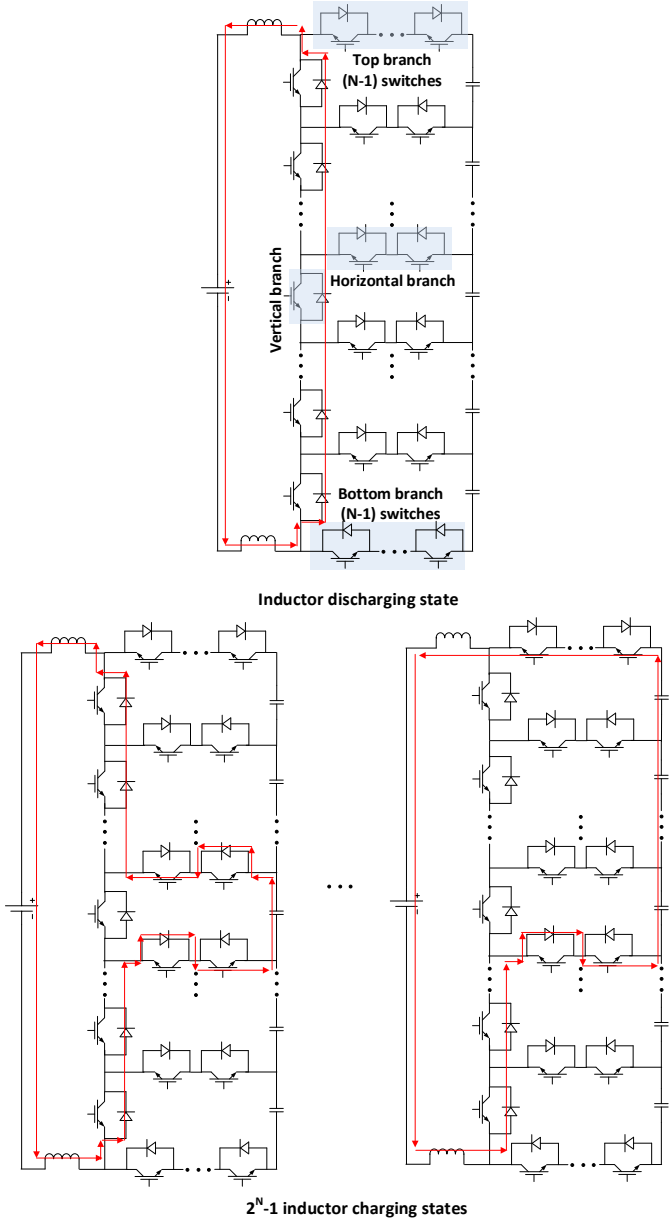 Top branch
(N-1) switches
Horizontal branch
Vertical branch
+
-
Bottom branch
(N-1) switches
Inductor discharging state
+
-
+
-
2^N-1 inductor charging states